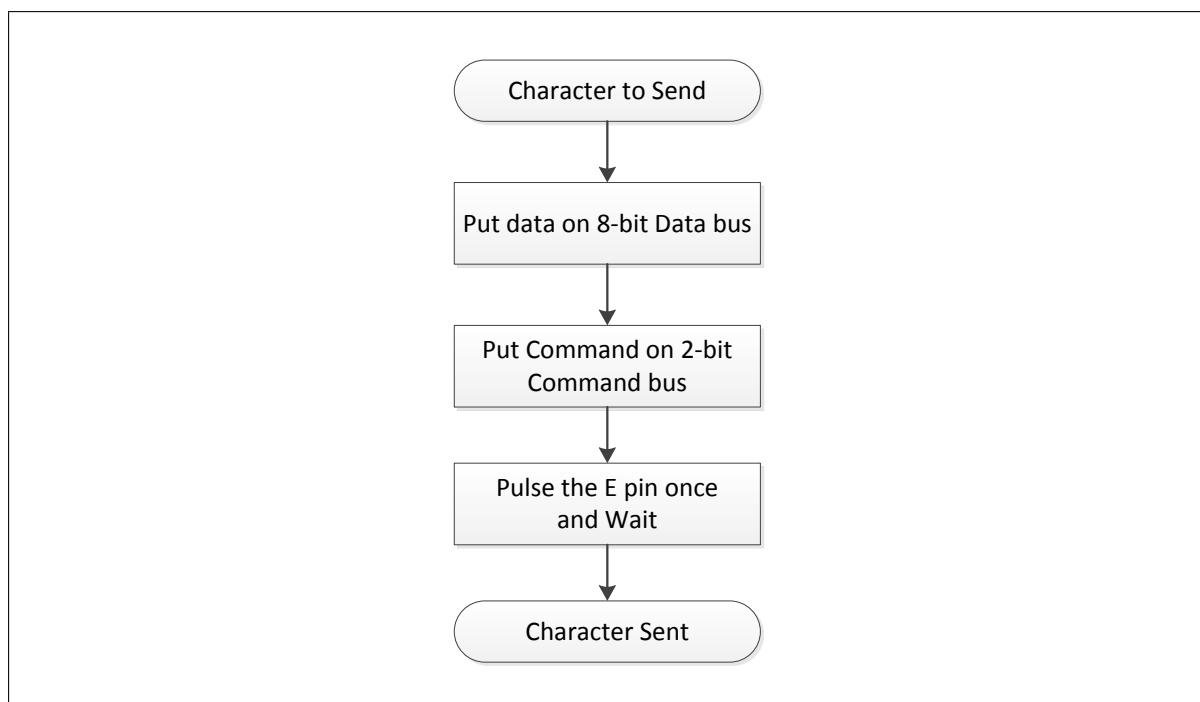 Character to Send
Put data on 8-bit Data bus
Put Command on 2-bit
Command bus
Pulse the E pin once
and Wait
Character Sent